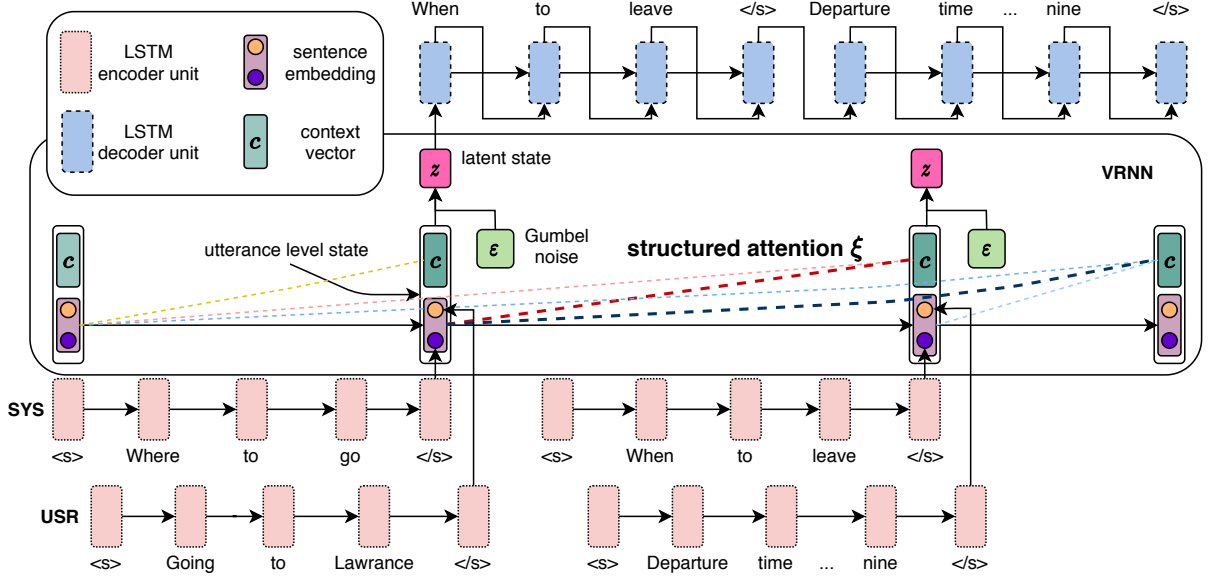 When to leave </s> Departure time ... nine </s>
LSTM
encoder unit
sentence
embedding
LSTM
decoder unit
c
context
vector
z
latent state
z
VRNN
utterance level state
ε
Gumbel
noise
structured attention ξ
ε
c
c
c
c
SYS
<s> Where to go </s> <s> When to leave </s>
USR
<s> Going to Lawrance </s> <s> Departure time ... nine </s>